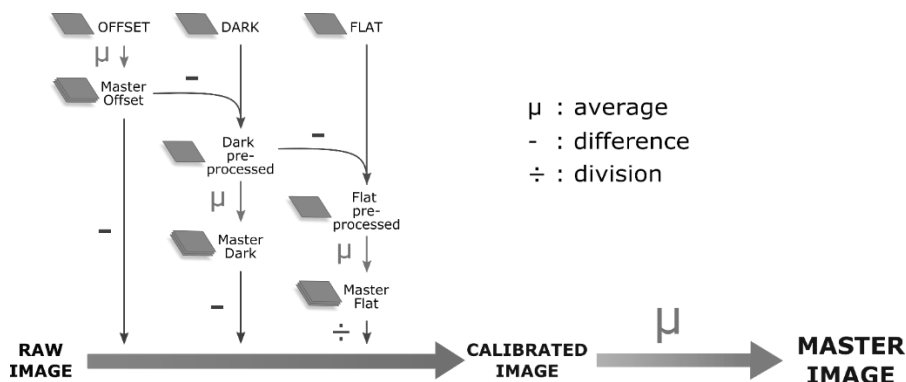 OFFSET
DARK
FLAT
μ
-
Master
Offset
-
Dark
pre-
processed
-
μ
Flat
pre-
processed
-
Master
Dark
μ
-
Master
Flat
÷
μ : average
- : difference
÷ : division
RAW
IMAGE
CALIBRATED
IMAGE
μ
MASTER
IMAGE